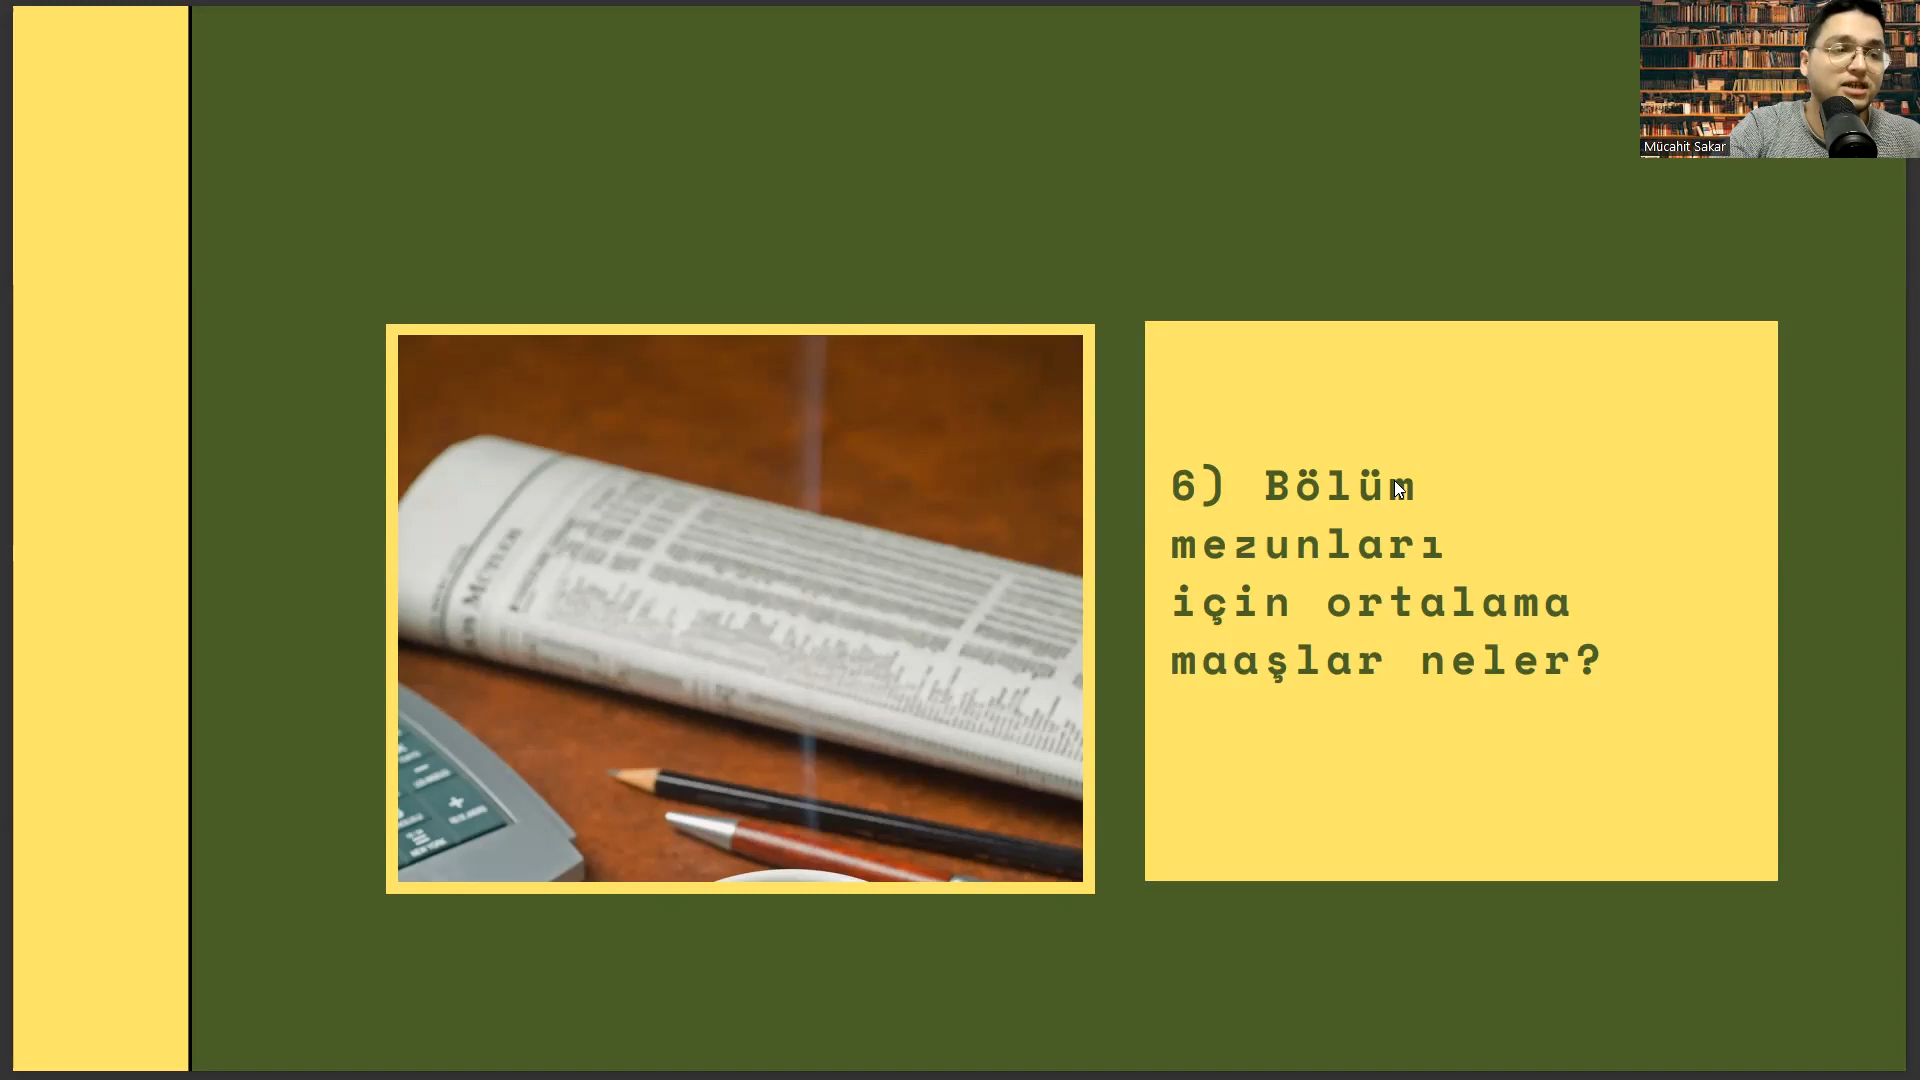 Mücahit Sakar
6) Bölüm
mezunları
için ortalama
maaşlar neler?